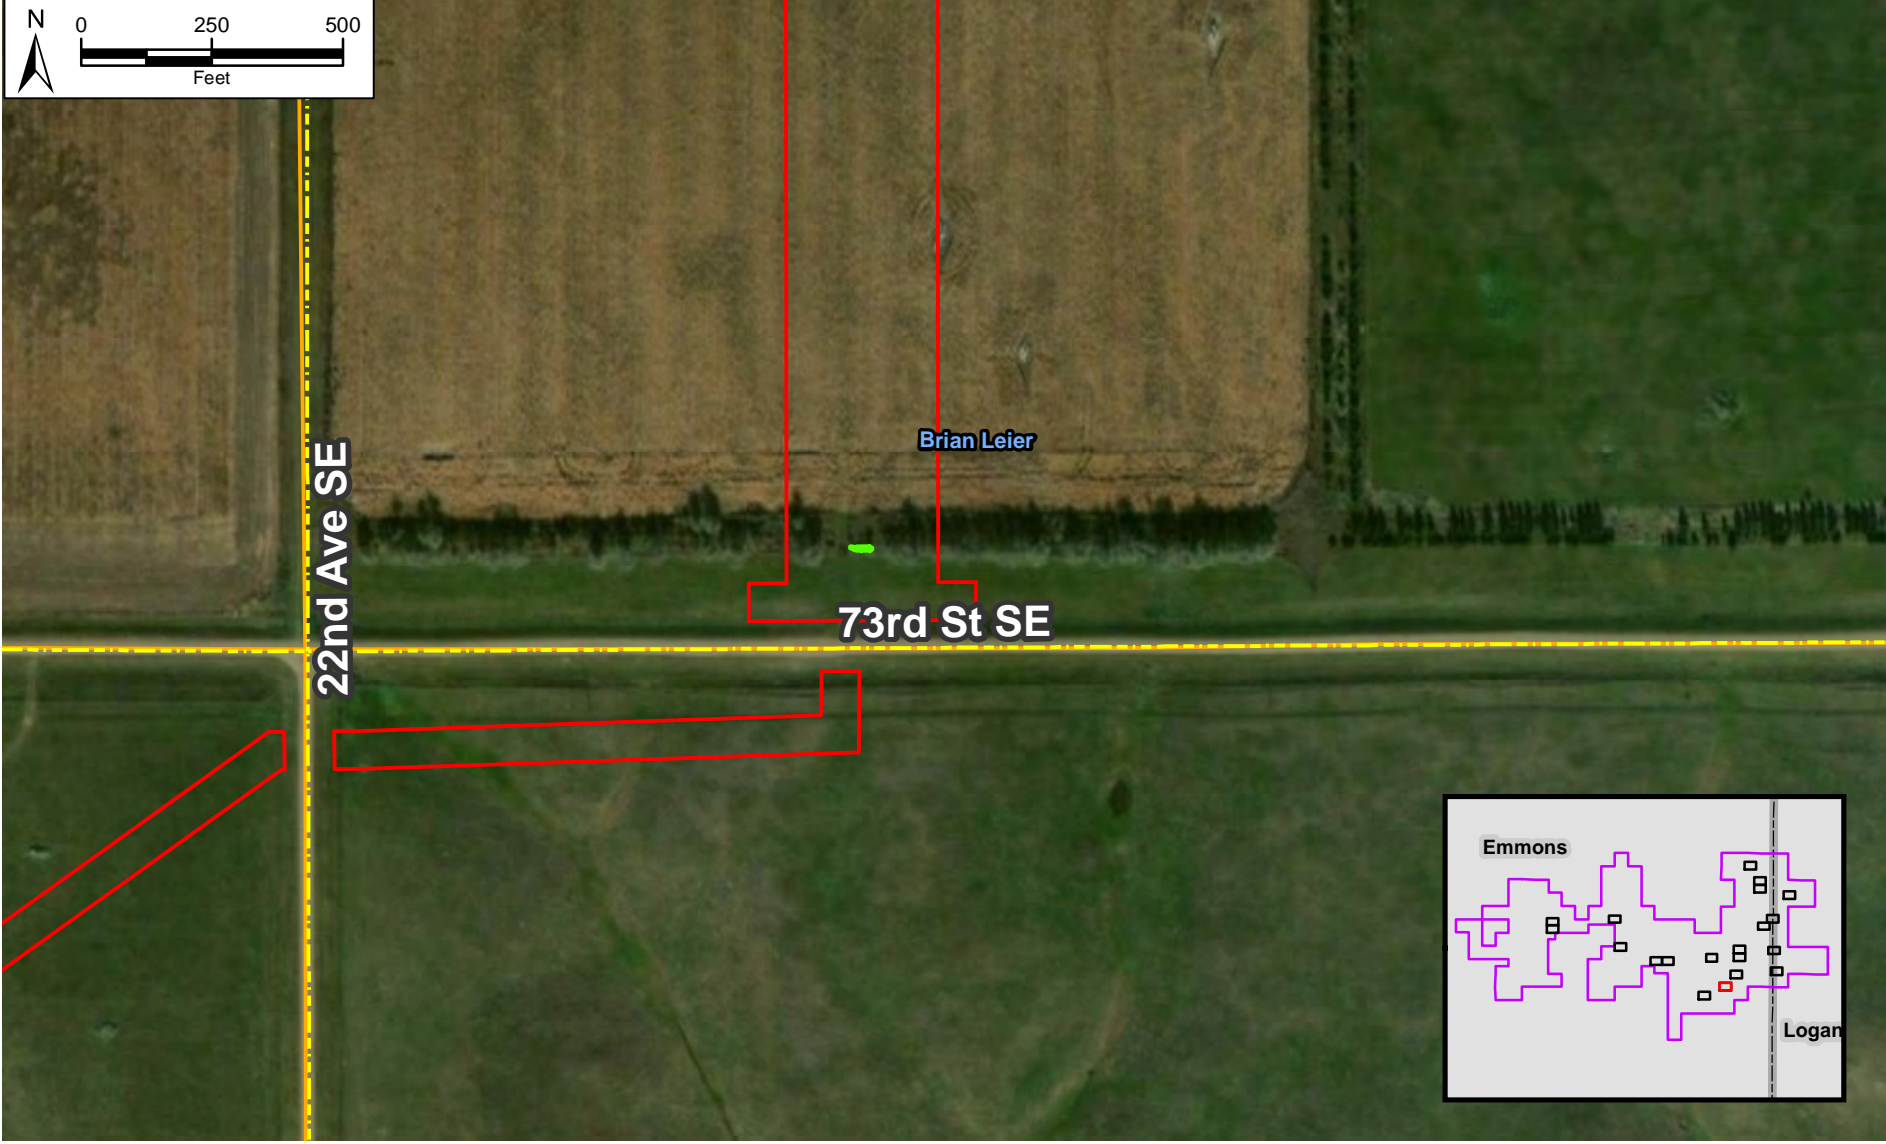 N
0 250 500
Feet
Brian Leier
22nd Ave SE
73rd St SE
Emmons
Logan